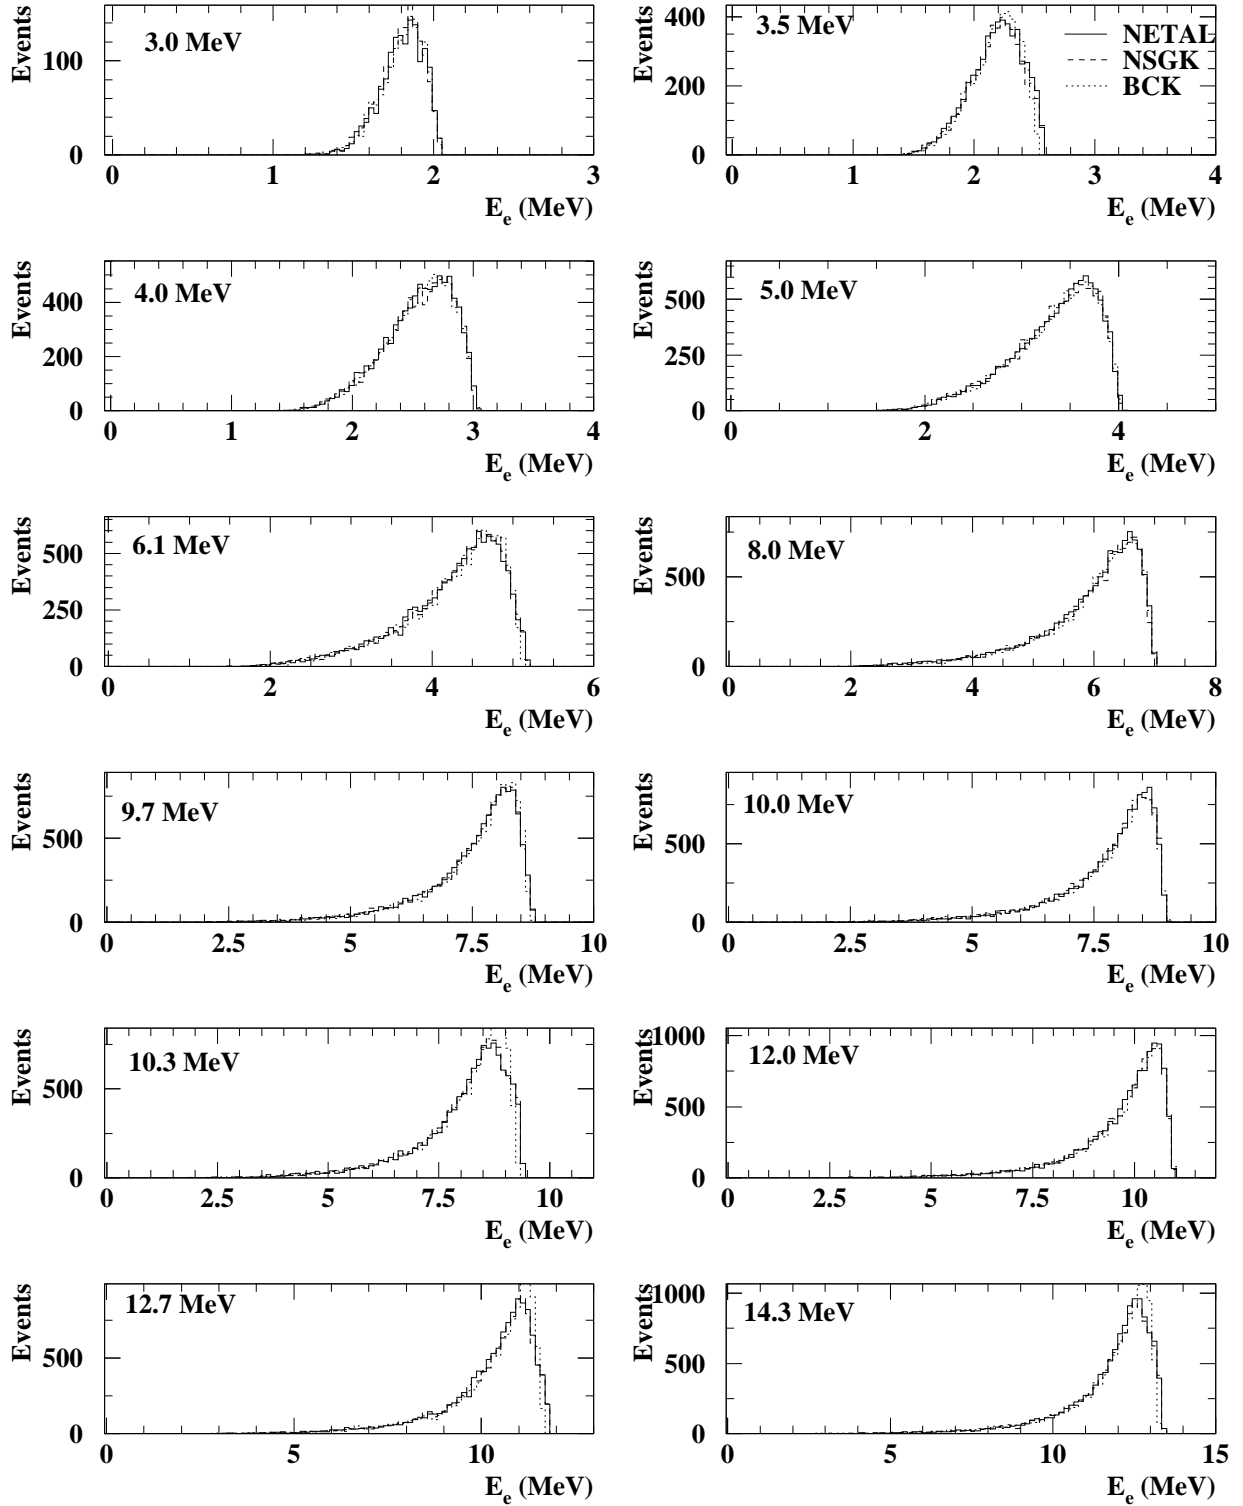 Events
3.0 MeV
100
0
0 1 2 3
E_e (MeV)
Events
3.5 MeV
NETAL
NSGK
BCK
400
200
0
0 1 2 3 4
E_e (MeV)
Events
4.0 MeV
400
200
0
0 1 2 3 4
E_e (MeV)
Events
5.0 MeV
500
250
0
0 2 4
E_e (MeV)
Events
6.1 MeV
500
250
0
0 2 4 6
E_e (MeV)
Events
8.0 MeV
500
0
0 2 4 6 8
E_e (MeV)
Events
9.7 MeV
500
0
0 2.5 5 7.5 10
E_e (MeV)
Events
10.0 MeV
500
0
0 2.5 5 7.5 10
E_e (MeV)
Events
10.3 MeV
500
0
0 2.5 5 7.5 10
E_e (MeV)
Events
12.0 MeV
1000
500
0
0 2.5 5 7.5 10
E_e (MeV)
Events
12.7 MeV
500
0
0 5 10
E_e (MeV)
Events
14.3 MeV
1000
500
0
0 5 10 15
E_e (MeV)